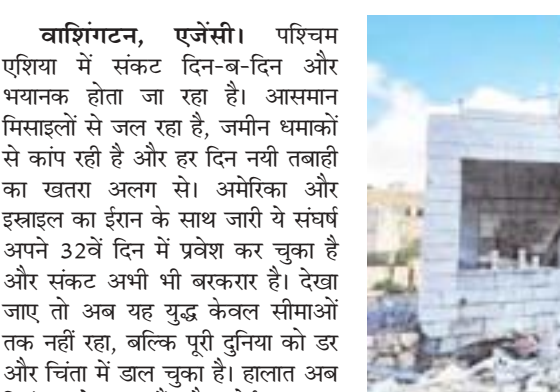 वाशिंगटन, एजेंसी। पश्चिम
एशिया में संकट दिन-ब-दिन और
भयानक होता जा रहा है। आसमान
मिसाइलों से जल रहा है, जमीन धमाकों
से कांप रही है और हर दिन नयी तबाही
का खतरा अलग से। अमेरिका और
इस्राइल का ईरान के साथ जारी ये संघर्ष
अपने 32वें दिन में प्रवेश कर चुका है
और संकट अभी भी बरकरार है। देखा
जाए तो अब यह युद्ध केवल सीमाओं
तक नहीं रहा, बल्कि पूरी दुनिया को डर
और चिंता में डाल चुका है। हालात अब